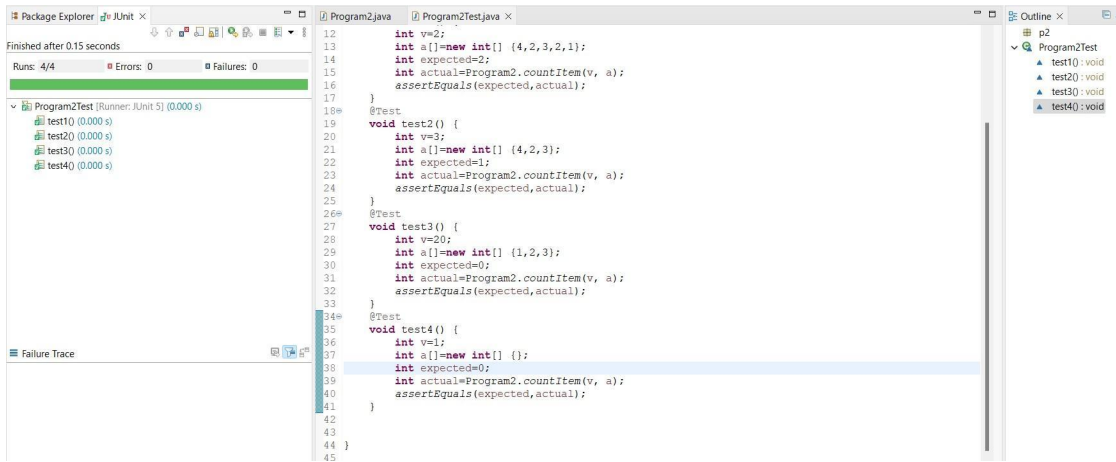 Package Explorer JUnit
Finished after 0.15 seconds
Runs: 4/4 Errors: 0 Failures: 0
Program2Test [Runner: JUnit 5] (0.000 s)
test1() (0.000 s)
test2() (0.000 s)
test3() (0.000 s)
test4() (0.000 s)
Failure Trace
Program2.java Program2Test.java
12 int v=2;
13 int a[]=new int[] {4,2,3,2,1};
14 int expected=2;
15 int actual=Program2.countItem(v, a);
16 assertEquals(expected,actual);
17 }
18 @Test
19 void test2() {
20 int v=3;
21 int a[]=new int[] {4,2,3};
22 int expected=1;
23 int actual=Program2.countItem(v, a);
24 assertEquals(expected,actual);
25 }
26 @Test
27 void test3() {
28 int v=20;
29 int a[]=new int[] {1,2,3};
30 int expected=0;
31 int actual=Program2.countItem(v, a);
32 assertEquals(expected,actual);
33 }
34 @Test
35 void test4() {
36 int v=1;
37 int a[]=new int[] {};
38 int expected=0;
39 int actual=Program2.countItem(v, a);
40 assertEquals(expected,actual);
41 }
42
43
44 }
45
Outline
p2
Program2Test
test1() : void
test2() : void
test3() : void
test4() : void